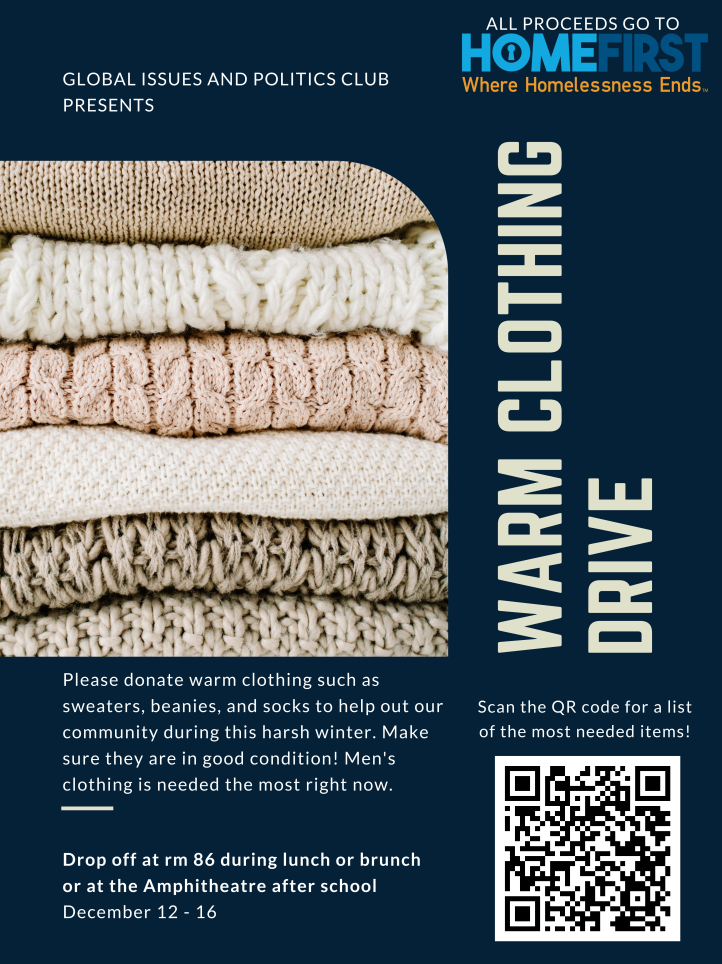 ALL PROCEEDS GO TO
HOMEFIRST
Where Homelessness Ends℠
GLOBAL ISSUES AND POLITICS CLUB
PRESENTS
WARM CLOTHING
DRIVE
Please donate warm clothing such as
sweaters, beanies, and socks to help out our
community during this harsh winter. Make
sure they are in good condition! Men's
clothing is needed the most right now.
Drop off at rm 86 during lunch or brunch
or at the Amphitheatre after school
December 12 - 16
Scan the QR code for a list
of the most needed items!